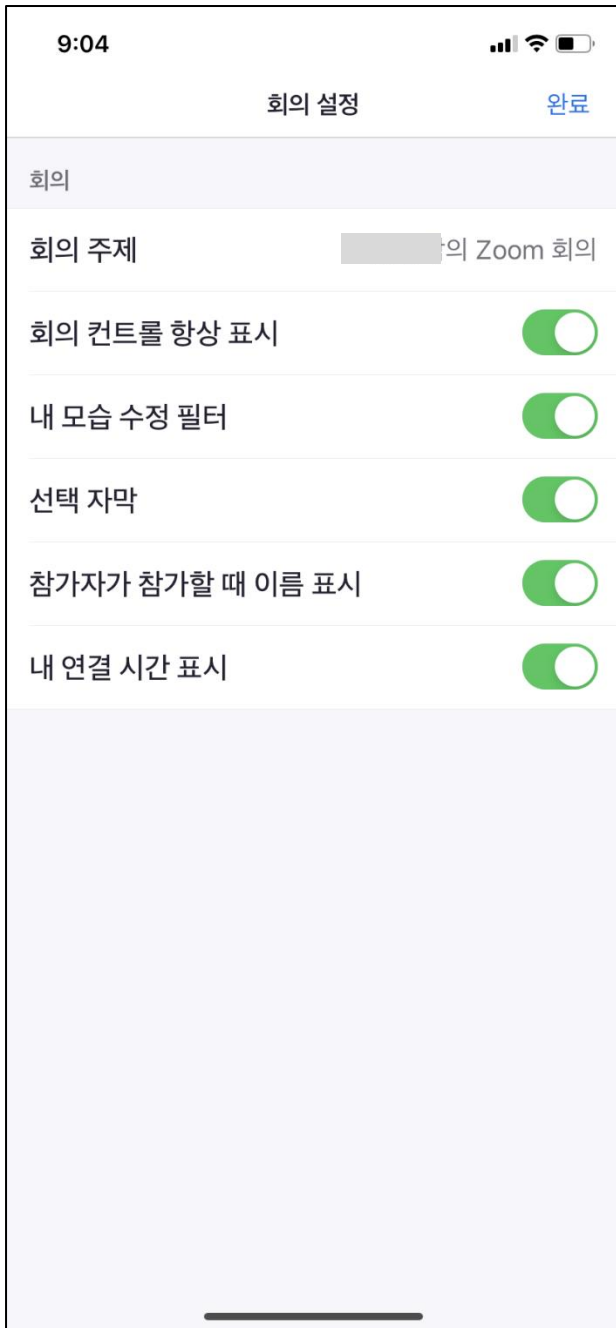 9:04
회의 설정
완료
회의
회의 주제
의 Zoom 회의
회의 컨트롤 항상 표시
내 모습 수정 필터
선택 자막
참가자가 참가할 때 이름 표시
내 연결 시간 표시